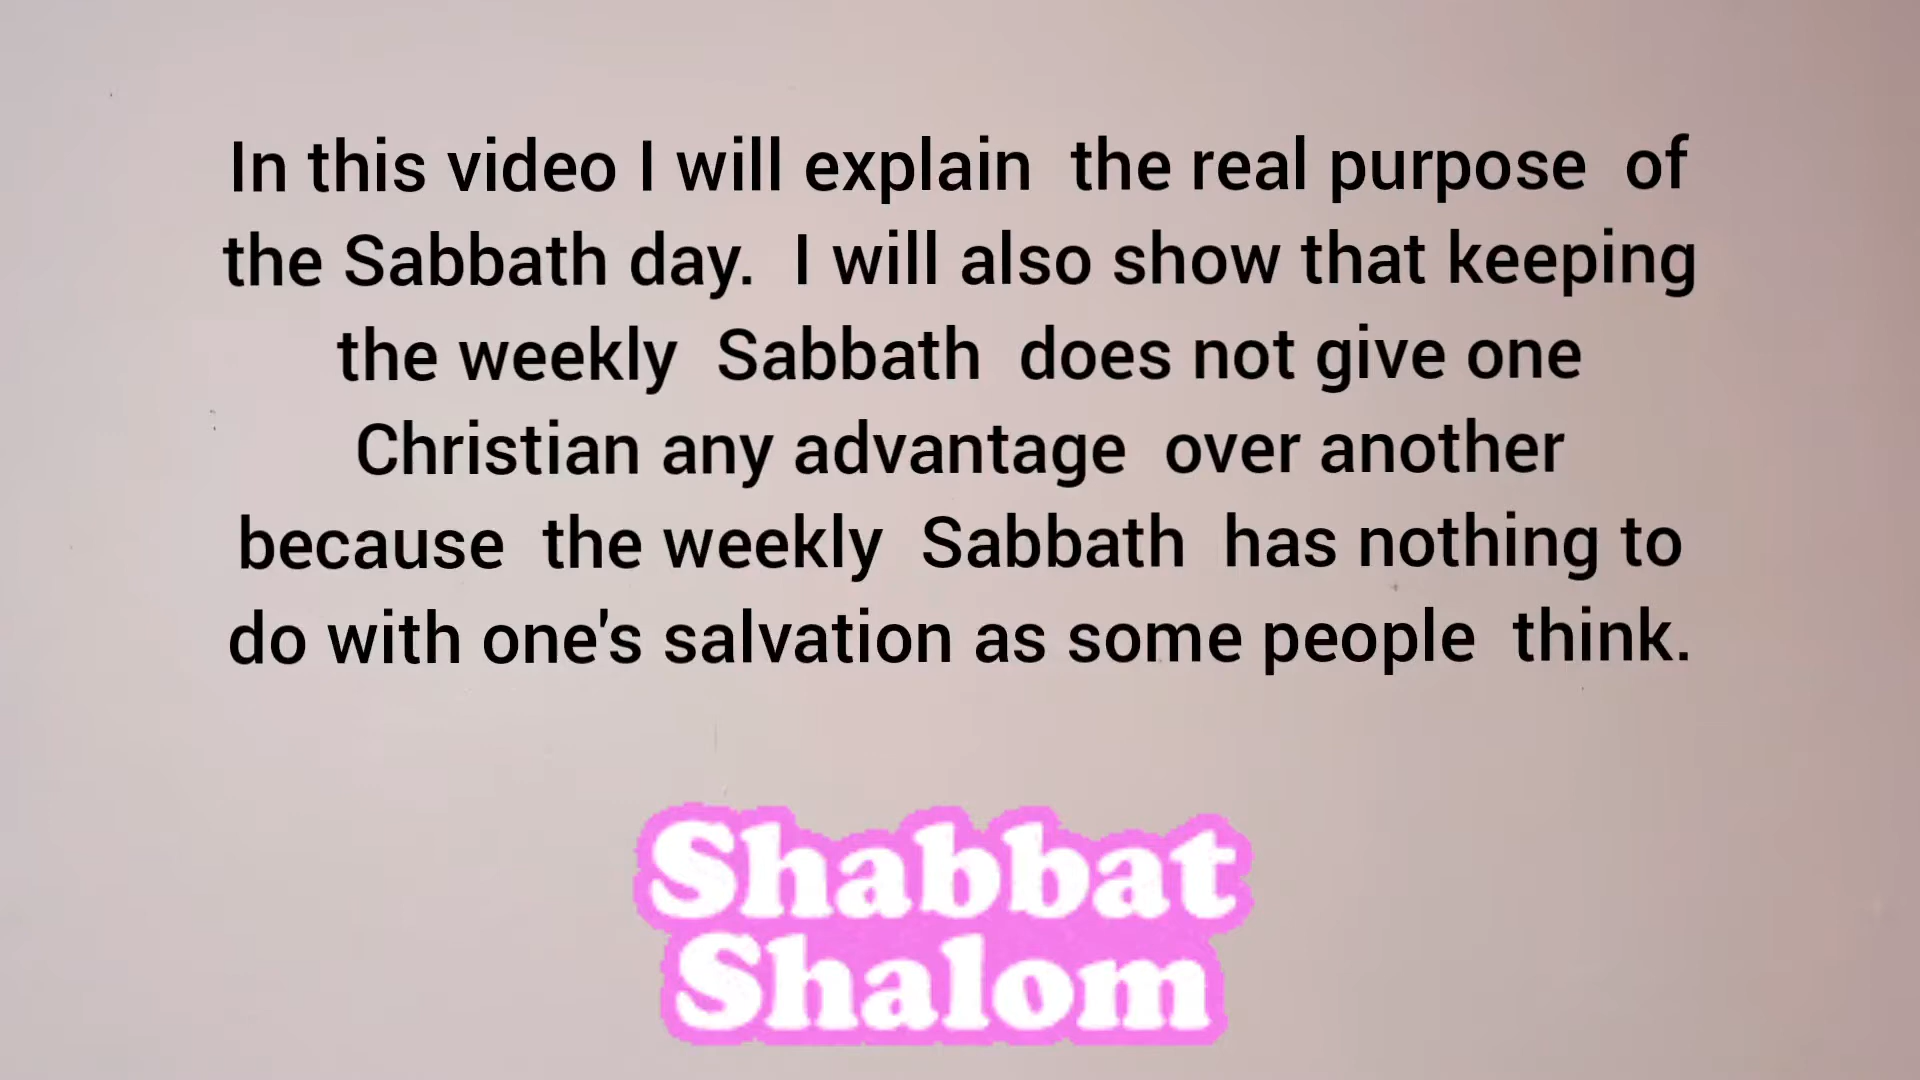 In this video I will explain the real purpose of
the Sabbath day. I will also show that keeping
the weekly Sabbath does not give one
Christian any advantage over another
because the weekly Sabbath has nothing to
do with one's salvation as some people think.
Shabbat
Shalom